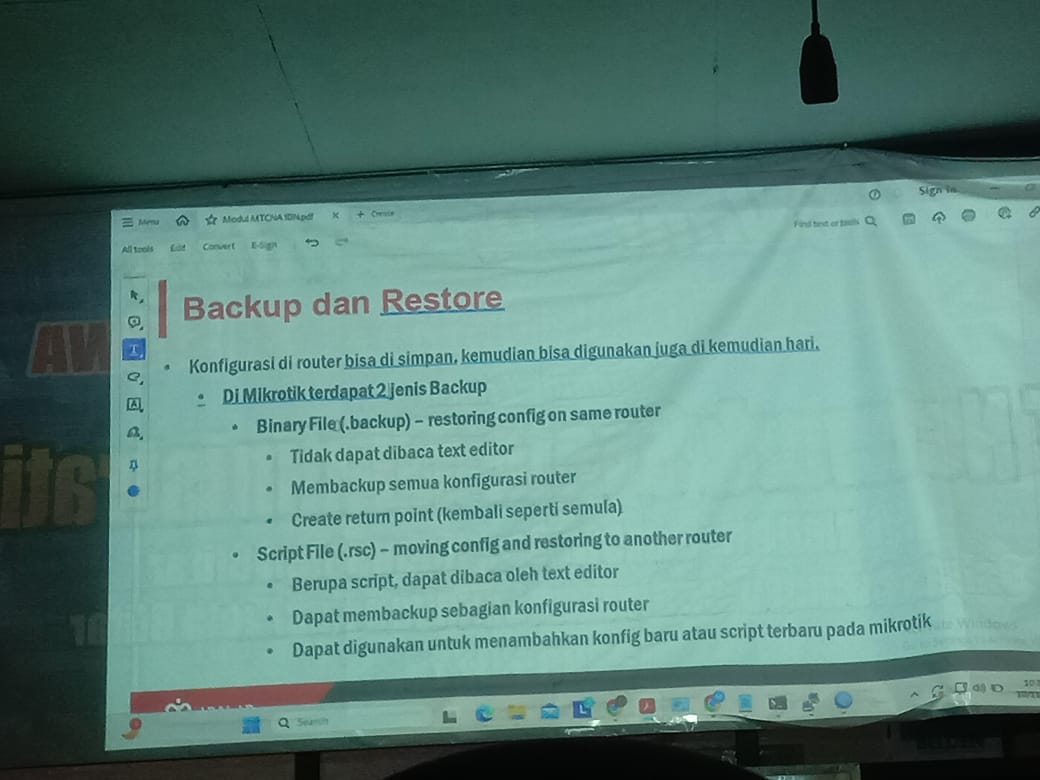 Sign in
Menu
Modul MTCNA IDN.pdf
+ Create
Find text or tools
All tools Edit Convert E-Sign
Backup dan Restore
Konfigurasi di router bisa di simpan, kemudian bisa digunakan juga di kemudian hari.
Di Mikrotik terdapat 2 jenis Backup
Binary File (.backup) – restoring config on same router
Tidak dapat dibaca text editor
Membackup semua konfigurasi router
Create return point (kembali seperti semula)
Script File (.rsc) – moving config and restoring to another router
Berupa script, dapat dibaca oleh text editor
Dapat membackup sebagian konfigurasi router
Dapat digunakan untuk menambahkan konfig baru atau script terbaru pada mikrotik
Windows
Search
AW